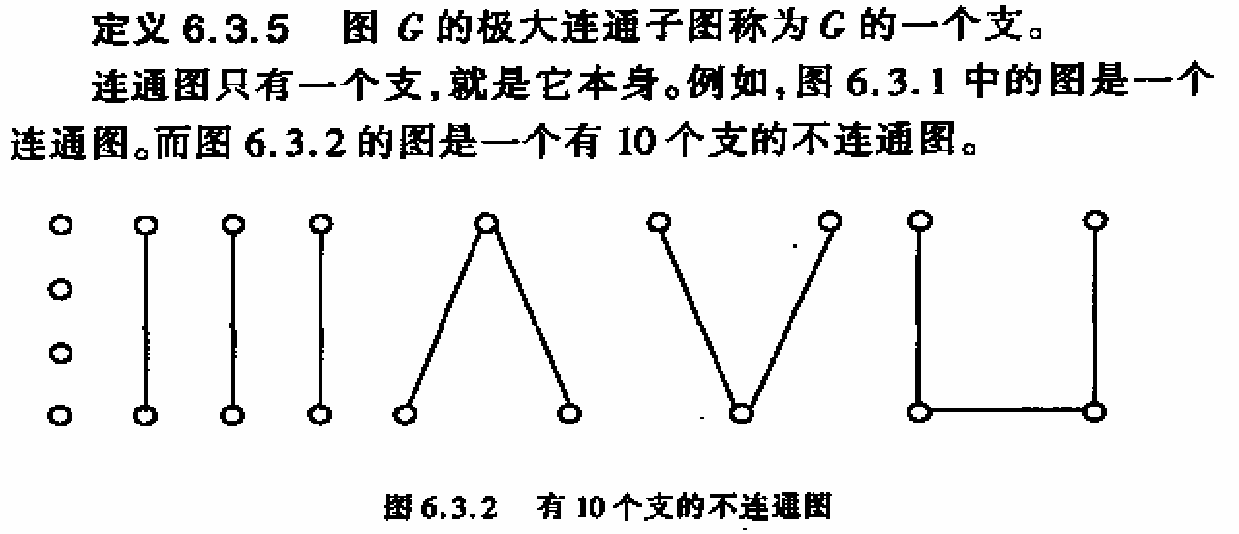 定义 6.3.5 图 G 的极大连通子图称为 G 的一个支。
连通图只有一个支,就是它本身。例如,图 6.3.1 中的图是一个
连通图。而图 6.3.2 的图是一个有 10 个支的不连通图。
图 6.3.2 有 10 个支的不连通图